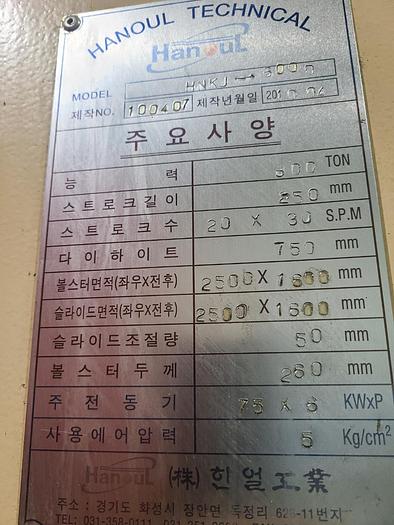 HANOUL TECHNICAL
HanouL
MODEL
제작NO. 100407 제작년월일
주요사양
능력 TON
스트로크길이 mm
스트로크수 20 X 30 S.P.M
다이하이트 750 mm
볼스터면적(좌우X전후) 2500 X 1600 mm
슬라이드면적(좌우X전후) 2500 X 1600 mm
슬라이드조절량 50 mm
볼스터두께 260 mm
주전동기 75 X 6 KWxP
사용에어압력 5 Kg/cm²
HanouL (株) 한얼工業
주소 : 경기도 화성시 장안면 독정리